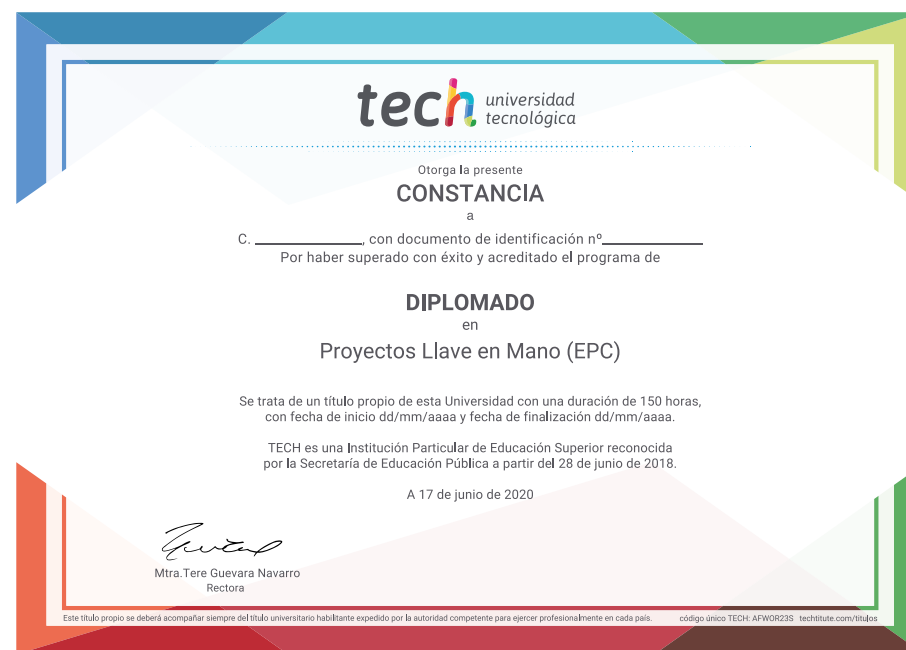 tech universidad
tecnológica
Otorga la presente
CONSTANCIA
a
C. ____________, con documento de identificación nº____________
Por haber superado con éxito y acreditado el programa de
DIPLOMADO
en
Proyectos Llave en Mano (EPC)
Se trata de un título propio de esta Universidad con una duración de 150 horas,
con fecha de inicio dd/mm/aaaa y fecha de finalización dd/mm/aaaa.
TECH es una Institución Particular de Educación Superior reconocida
por la Secretaría de Educación Pública a partir del 28 de junio de 2018.
A 17 de junio de 2020
Mtra.Tere Guevara Navarro
Rectora
Este título propio se deberá acompañar siempre del título universitario habilitante expedido por la autoridad competente para ejercer profesionalmente en cada país. código único TECH: AFWOR23S techtitute.com/titulos